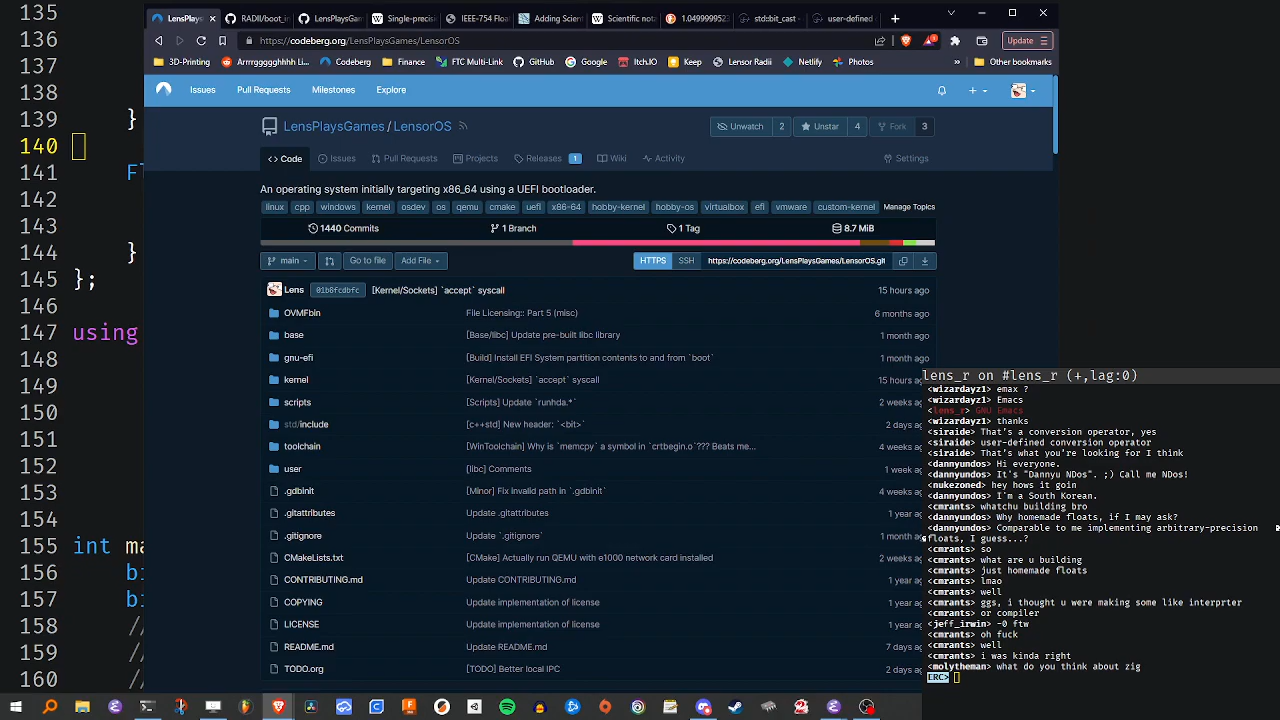 135
136
137
138
139 }
140
141
142
143
144 }
145 };
146
147 using
148
149
150
151
152
153
154
155 int
156
157
158 //
159 //
160 //
LensPlays
RADII/boot_in
LensPlaysGam
Single-precis
IEE-754 Floa
Adding Scien
Scientific nota
1.0499999523
std::bit_cast
user-defined
https://codeberg.org/LensPlaysGames/LensorOS
Update
3D-Printing
Arrrrggggghhhh I...
Codeberg
Finance
FTC Multi-Link
GitHub
Google
ItchIO
Keep
Lensor Radii
Netlify
Photos
»
Other bookmarks
Issues
Pull Requests
Milestones
Explore
LensPlaysGames / LensorOS
Unwatch 2
Unstar 4
Fork 3
Code
Issues
Pull Requests
Projects
Releases 1
Wiki
Activity
Settings
An operating system initially targeting x86_64 using a UEFI bootloader.
linux cpp windows kernel osdev os qemu cmake uefi x86-64 hobby-kernel hobby-os virtualbox efi vmware custom-kernel Manage Topics
1440 Commits
1 Branch
1 Tag
8.7 MiB
main
Go to file
Add File
HTTPS
SSH
https://codeberg.org/LensPlaysGames/LensorOS.git
Lens 01b8fcdbfc [Kernel/Sockets] `accept` syscall 15 hours ago
OVMFbin File Licensing:: Part 5 (misc) 6 months ago
base [Base/libc] Update pre-built libc library 1 month ago
gnu-efi [Build] Install EFI System partition contents to and from `boot` 1 month ago
kernel [Kernel/Sockets] `accept` syscall 15 hours ago
scripts [Scripts] Update `runhda.*` 2 weeks ago
std/include [c++std] New header: `<bit>` 2 days ago
toolchain [WinToolchain] Why is `memcpy` a symbol in `crtbegin.o`??? Beats me...
user [libc] Comments 1 week ago
.gdbinit [Minor] Fix invalid path in `.gdbinit` 4 weeks ago
.gitattributes Update .gitattributes 1 year ago
.gitignore Update `.gitignore` 1 month ago
CMakeLists.txt [CMake] Actually run QEMU with e1000 network card installed 2 weeks ago
CONTRIBUTING.md Update CONTRIBUTING.md 1 year ago
COPYING Update implementation of license 1 year ago
LICENSE Update implementation of license 1 year ago
README.md Update README.md 7 days ago
TODO.org [TODO] Better local IPC 2 days ago
lens_r on #lens_r (+,lag:0)
<wizardayz1> emax ?
<wizardayz1> Emacs
<lens_r> GNU Emacs
<wizardayz1> thanks
<siraide> That's a conversion operator, yes
<siraide> user-defined conversion operator
<siraide> That's what you're looking for I think
<dannyundos> Hi everyone.
<dannyundos> It's "Dannyu NDos". ;) Call me NDos!
<nukezoned> hey hows it goin
<dannyundos> I'm a South Korean.
<cmrants> whatchu building bro
<dannyundos> Why homemade floats, if I may ask?
<dannyundos> Comparable to me implementing arbitrary-precision
floats, I guess...?
<cmrants> so
<cmrants> what are u building
<cmrants> just homemade floats
<cmrants> lmao
<cmrants> well
<cmrants> ggs, i thought u were making some like interprter
<cmrants> or compiler
<jeff_irwin> -0 ftw
<cmrants> oh fuck
<cmrants> well
<cmrants> i was kinda right
<molytheman> what do you think about zig
ERC>